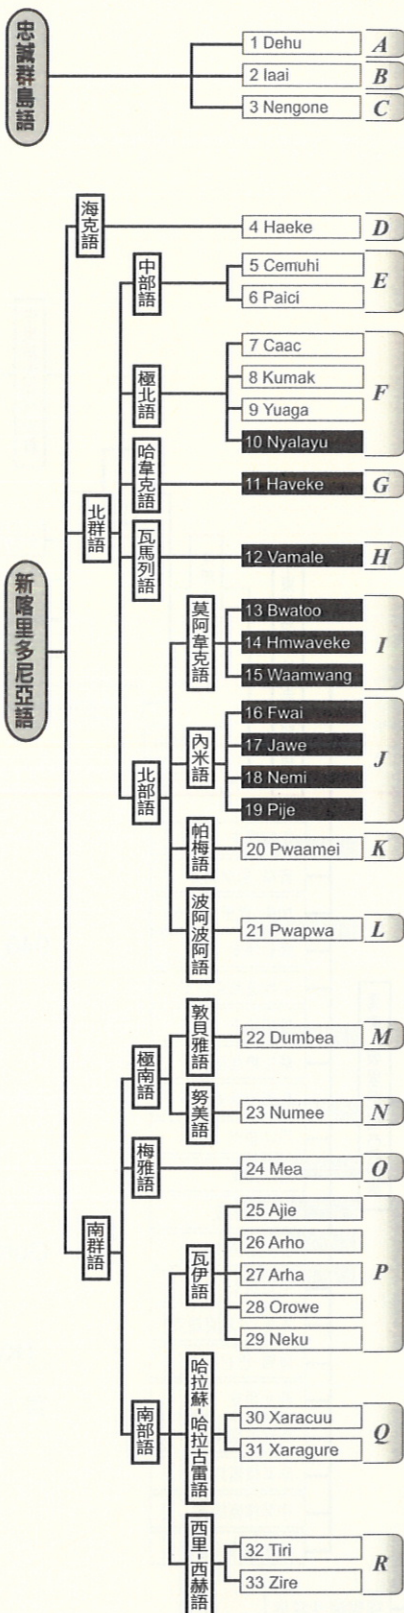 忠誠群島語
1 Dehu
A
2 Iaai
B
3 Nengone
C
新喀里多尼亞語
海克語
4 Haeke
D
北群語
中部語
5 Cemuhi
6 Paici
E
極北語
7 Caac
8 Kumak
9 Yuaga
10 Nyalayu
F
哈韋克語
11 Haveke
G
瓦馬列語
12 Vamale
H
北部語
莫阿韋克語
13 Bwatoo
14 Hmwaveke
15 Waamwang
I
內米語
16 Fwai
17 Jawe
18 Nemi
19 Pije
J
帕梅語
20 Pwaamei
K
波阿波阿語
21 Pwapwa
L
南群語
極南語
敦貝雅語
22 Dumbea
M
努美語
23 Numee
N
梅雅語
24 Mea
O
南部語
瓦伊語
25 Ajie
26 Arho
27 Arha
28 Orowe
29 Neku
P
哈拉蘇-哈拉古雷語
30 Xaracuu
31 Xaragure
Q
西里-西赫語
32 Tiri
33 Zire
R